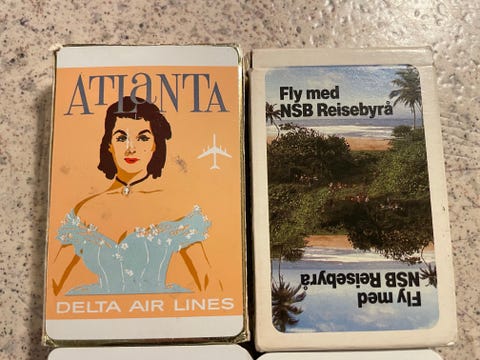 ATLANTA
DELTA AIR LINES
Fly med
NSB Reisebyrå
Fly med
NSB Reisebyrå